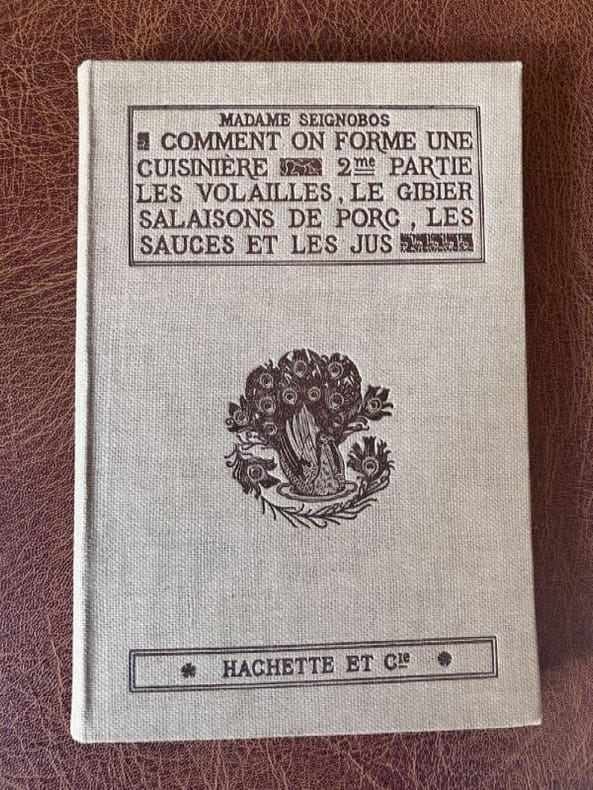 MADAME SEIGNOBOS
COMMENT ON FORME UNE
CUISINIÈRE 2me PARTIE
LES VOLAILLES, LE GIBIER
SALAISONS DE PORC, LES
SAUCES ET LES JUS
HACHETTE ET Cie